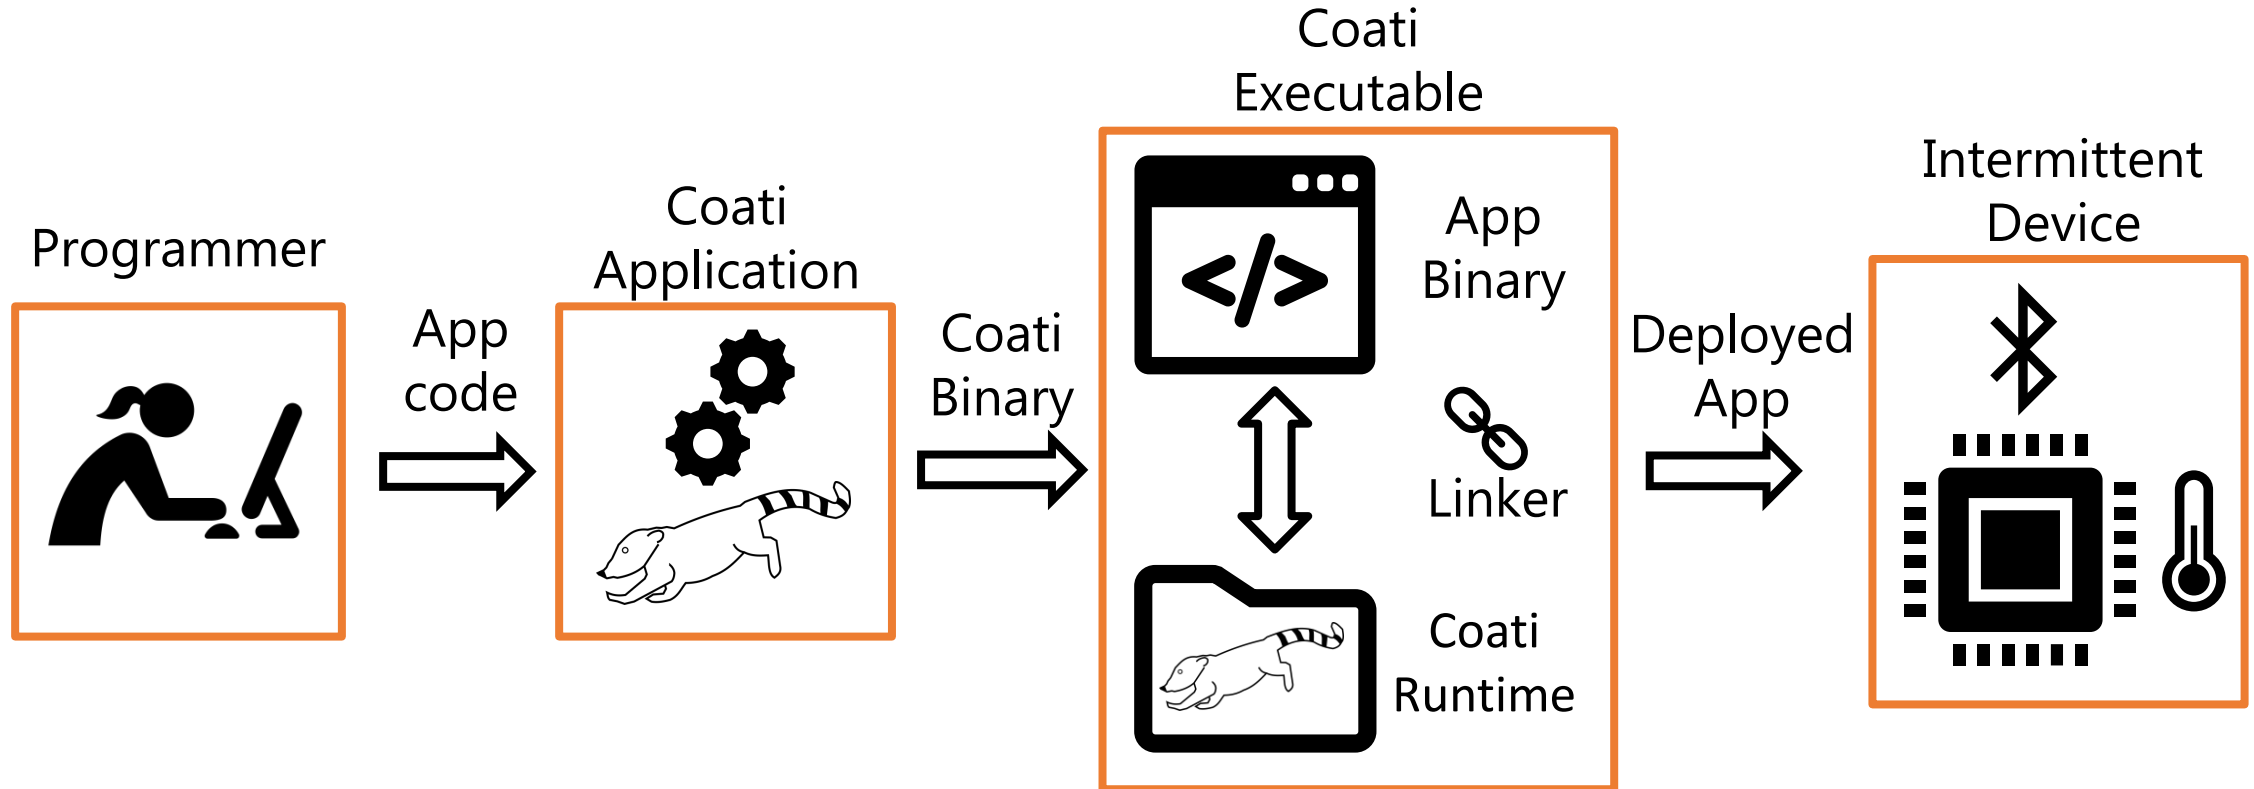 Programmer
App
code
Coati
Application
Coati
Binary
Coati
Executable
</>
App
Binary
Linker
Coati
Runtime
Deployed
App
Intermittent
Device